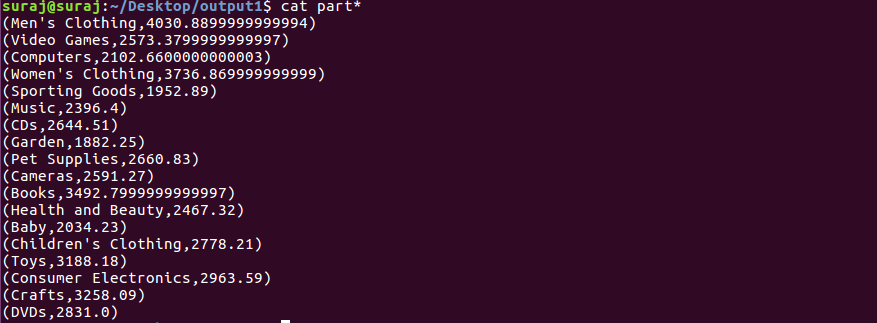 suraj@suraj:~/Desktop/output1$ cat part*
(Men's Clothing,4030.8899999999994)
(Video Games,2573.3799999999997)
(Computers,2102.6600000000003)
(Women's Clothing,3736.869999999999)
(Sporting Goods,1952.89)
(Music,2396.4)
(CDs,2644.51)
(Garden,1882.25)
(Pet Supplies,2660.83)
(Cameras,2591.27)
(Books,3492.7999999999997)
(Health and Beauty,2467.32)
(Baby,2034.23)
(Children's Clothing,2778.21)
(Toys,3188.18)
(Consumer Electronics,2963.59)
(Crafts,3258.09)
(DVDs,2831.0)